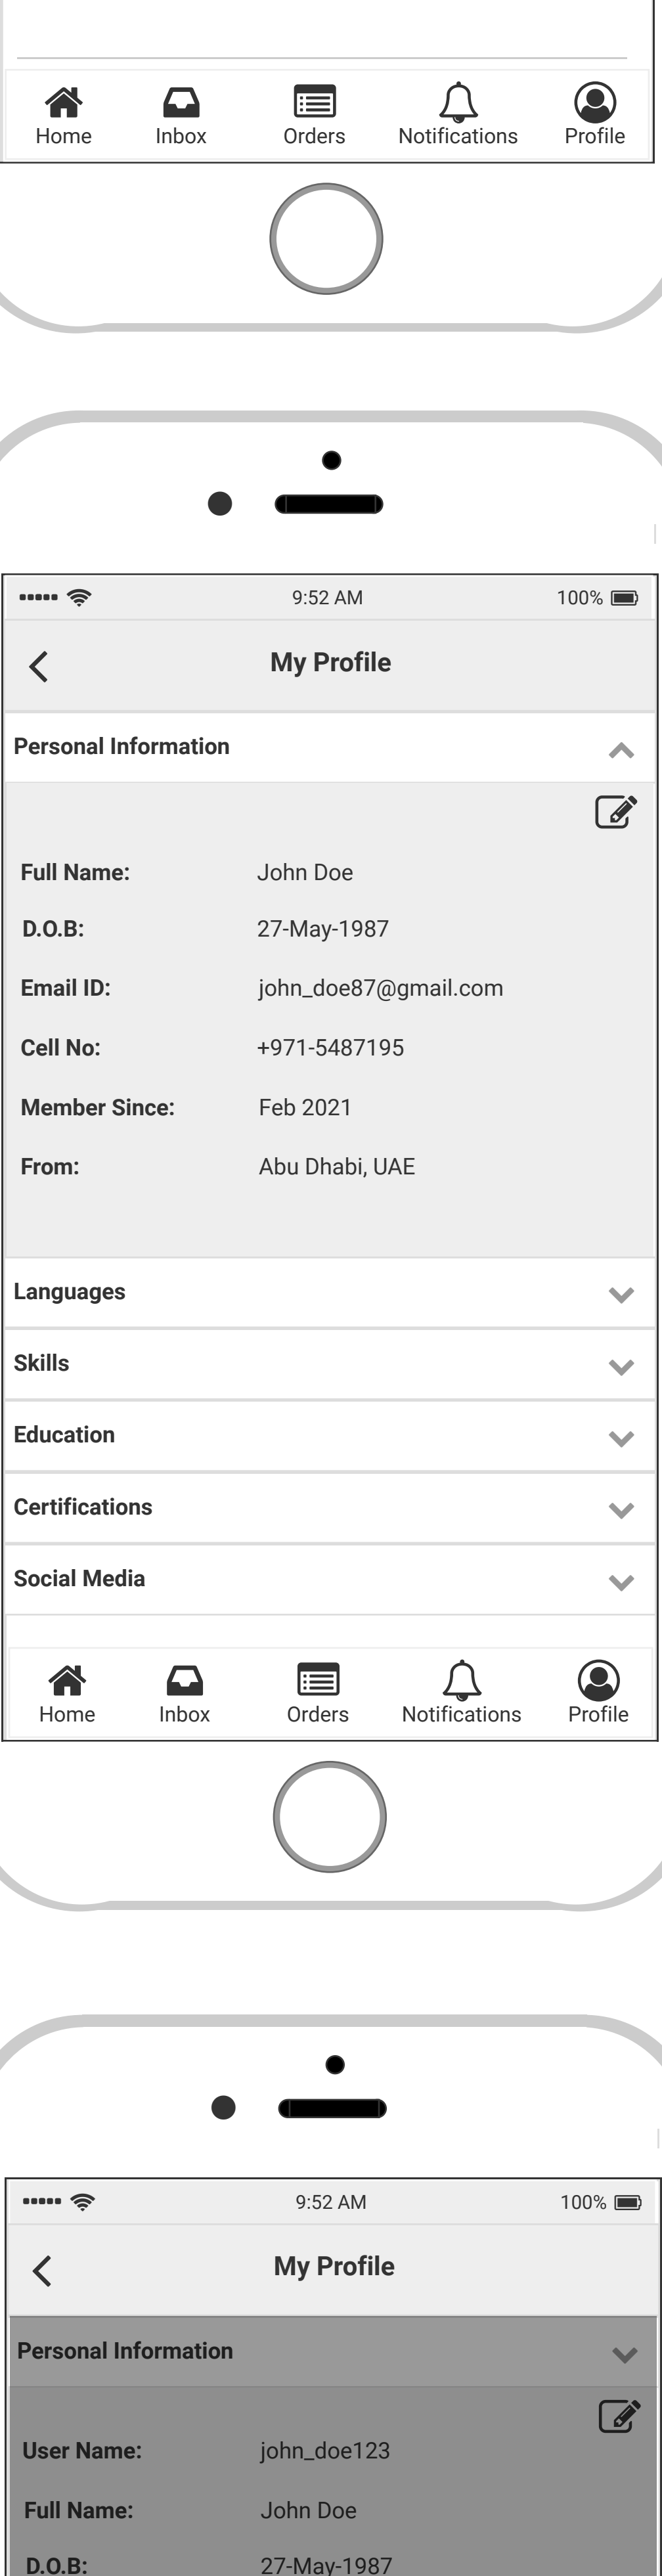 Home Inbox Orders Notifications Profile
9:52 AM 100%
My Profile
Personal Information
Full Name: John Doe
D.O.B: 27-May-1987
Email ID: john_doe87@gmail.com
Cell No: +971-5487195
Member Since: Feb 2021
From: Abu Dhabi, UAE
Languages
Skills
Education
Certifications
Social Media
Home Inbox Orders Notifications Profile
9:52 AM 100%
My Profile
Personal Information
User Name: john_doe123
Full Name: John Doe
D.O.B: 27-May-1987